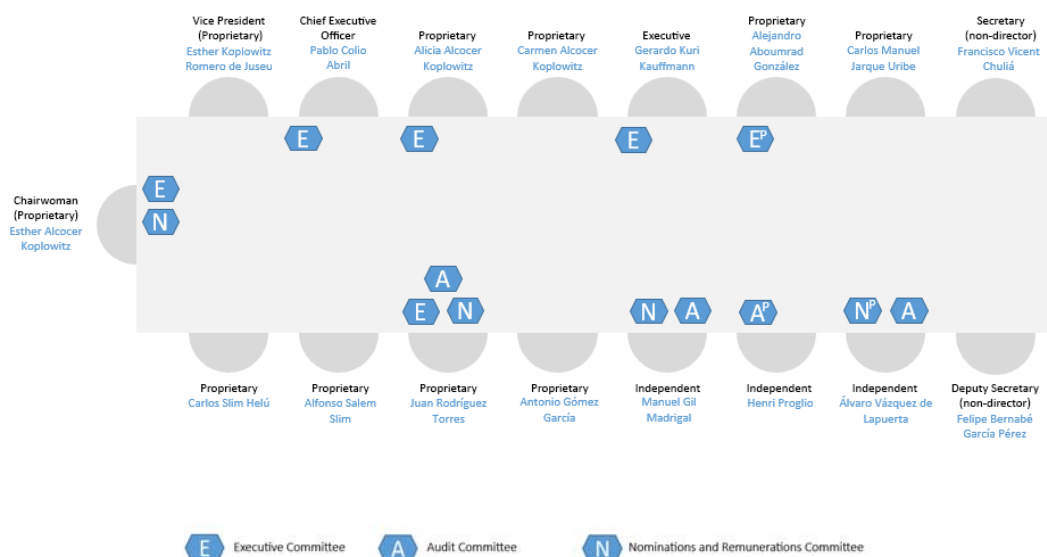 Vice President
(Proprietary)
Esther Koplowitz
Romero de Juseu
Chief Executive
Officer
Pablo Colio
Abril
Proprietary
Alicia Alcocer
Koplowitz
Proprietary
Carmen Alcocer
Koplowitz
Executive
Gerardo Kuri
Kauffmann
Proprietary
Alejandro
Aboumrad
González
Proprietary
Carlos Manuel
Jarque Uribe
Secretary
(non-director)
Francisco Vicent
Chuliá
E
E
E
EP
Chairwoman
(Proprietary)
Esther Alcocer
Koplowitz
E
N
A
E
N
N
A
AP
NP
A
Proprietary
Carlos Slim Helú
Proprietary
Alfonso Salem
Slim
Proprietary
Juan Rodríguez
Torres
Proprietary
Antonio Gómez
García
Independent
Manuel Gil
Madrigal
Independent
Henri Proglio
Independent
Álvaro Vázquez de
Lapuerta
Deputy Secretary
(non-director)
Felipe Bernabé
García Pérez
E Executive Committee
A Audit Committee
N Nominations and Remunerations Committee